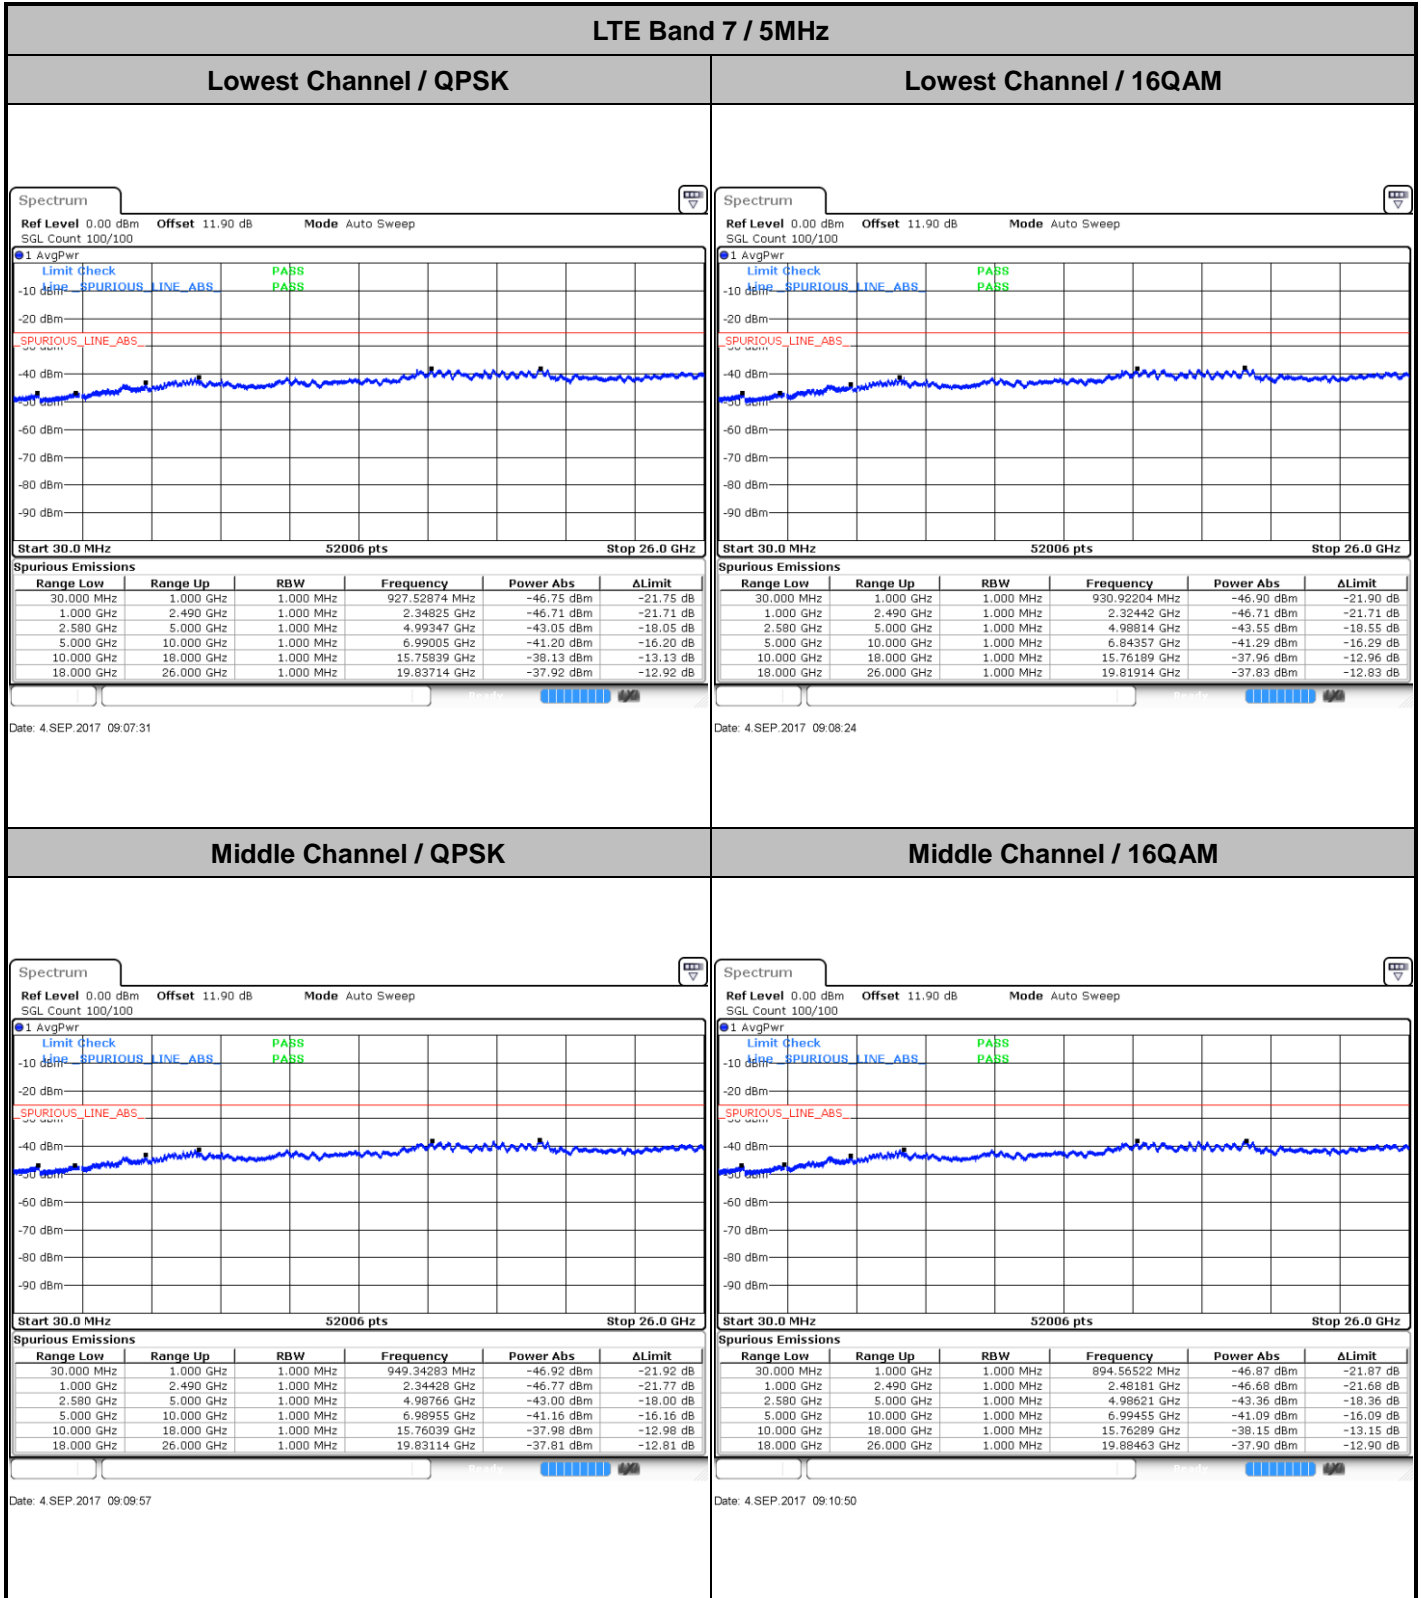 LTE Band 7 / 5MHz
Lowest Channel / QPSK
Lowest Channel / 16QAM
Spectrum
Ref Level 0.00 dBm Offset 11.90 dB Mode Auto Sweep
SGL Count 100/100
1 AvgPwr
Limit Check PASS
Line _SPURIOUS_LINE_ABS_ PASS
-10 dBm
-20 dBm
_SPURIOUS_LINE_ABS_
-30 dBm
-40 dBm
-50 dBm
-60 dBm
-70 dBm
-80 dBm
-90 dBm
Start 30.0 MHz 52006 pts Stop 26.0 GHz
Spurious Emissions
Range Low Range Up RBW Frequency Power Abs ΔLimit
30.000 MHz 1.000 GHz 1.000 MHz 927.52874 MHz -46.75 dBm -21.75 dB
1.000 GHz 2.490 GHz 1.000 MHz 2.34825 GHz -46.71 dBm -21.71 dB
2.580 GHz 5.000 GHz 1.000 MHz 4.99347 GHz -43.05 dBm -18.05 dB
5.000 GHz 10.000 GHz 1.000 MHz 6.99005 GHz -41.20 dBm -16.20 dB
10.000 GHz 18.000 GHz 1.000 MHz 15.75839 GHz -38.13 dBm -13.13 dB
18.000 GHz 26.000 GHz 1.000 MHz 19.83714 GHz -37.92 dBm -12.92 dB
Ready
Date: 4.SEP.2017 09:07:31
Spectrum
Ref Level 0.00 dBm Offset 11.90 dB Mode Auto Sweep
SGL Count 100/100
1 AvgPwr
Limit Check PASS
Line _SPURIOUS_LINE_ABS_ PASS
-10 dBm
-20 dBm
_SPURIOUS_LINE_ABS_
-30 dBm
-40 dBm
-50 dBm
-60 dBm
-70 dBm
-80 dBm
-90 dBm
Start 30.0 MHz 52006 pts Stop 26.0 GHz
Spurious Emissions
Range Low Range Up RBW Frequency Power Abs ΔLimit
30.000 MHz 1.000 GHz 1.000 MHz 930.92204 MHz -46.90 dBm -21.90 dB
1.000 GHz 2.490 GHz 1.000 MHz 2.32442 GHz -46.71 dBm -21.71 dB
2.580 GHz 5.000 GHz 1.000 MHz 4.98814 GHz -43.55 dBm -18.55 dB
5.000 GHz 10.000 GHz 1.000 MHz 6.84357 GHz -41.29 dBm -16.29 dB
10.000 GHz 18.000 GHz 1.000 MHz 15.76189 GHz -37.96 dBm -12.96 dB
18.000 GHz 26.000 GHz 1.000 MHz 19.81914 GHz -37.83 dBm -12.83 dB
Ready
Date: 4.SEP.2017 09:08:24
Middle Channel / QPSK
Middle Channel / 16QAM
Spectrum
Ref Level 0.00 dBm Offset 11.90 dB Mode Auto Sweep
SGL Count 100/100
1 AvgPwr
Limit Check PASS
Line _SPURIOUS_LINE_ABS_ PASS
-10 dBm
-20 dBm
_SPURIOUS_LINE_ABS_
-30 dBm
-40 dBm
-50 dBm
-60 dBm
-70 dBm
-80 dBm
-90 dBm
Start 30.0 MHz 52006 pts Stop 26.0 GHz
Spurious Emissions
Range Low Range Up RBW Frequency Power Abs ΔLimit
30.000 MHz 1.000 GHz 1.000 MHz 949.34283 MHz -46.92 dBm -21.92 dB
1.000 GHz 2.490 GHz 1.000 MHz 2.34428 GHz -46.77 dBm -21.77 dB
2.580 GHz 5.000 GHz 1.000 MHz 4.98766 GHz -43.00 dBm -18.00 dB
5.000 GHz 10.000 GHz 1.000 MHz 6.98955 GHz -41.16 dBm -16.16 dB
10.000 GHz 18.000 GHz 1.000 MHz 15.76039 GHz -37.98 dBm -12.98 dB
18.000 GHz 26.000 GHz 1.000 MHz 19.83114 GHz -37.81 dBm -12.81 dB
Ready
Date: 4.SEP.2017 09:09:57
Spectrum
Ref Level 0.00 dBm Offset 11.90 dB Mode Auto Sweep
SGL Count 100/100
1 AvgPwr
Limit Check PASS
Line _SPURIOUS_LINE_ABS_ PASS
-10 dBm
-20 dBm
_SPURIOUS_LINE_ABS_
-30 dBm
-40 dBm
-50 dBm
-60 dBm
-70 dBm
-80 dBm
-90 dBm
Start 30.0 MHz 52006 pts Stop 26.0 GHz
Spurious Emissions
Range Low Range Up RBW Frequency Power Abs ΔLimit
30.000 MHz 1.000 GHz 1.000 MHz 894.56522 MHz -46.87 dBm -21.87 dB
1.000 GHz 2.490 GHz 1.000 MHz 2.48181 GHz -46.68 dBm -21.68 dB
2.580 GHz 5.000 GHz 1.000 MHz 4.98621 GHz -43.36 dBm -18.36 dB
5.000 GHz 10.000 GHz 1.000 MHz 6.99455 GHz -41.09 dBm -16.09 dB
10.000 GHz 18.000 GHz 1.000 MHz 15.76289 GHz -38.15 dBm -13.15 dB
18.000 GHz 26.000 GHz 1.000 MHz 19.88463 GHz -37.90 dBm -12.90 dB
Ready
Date: 4.SEP.2017 09:10:50